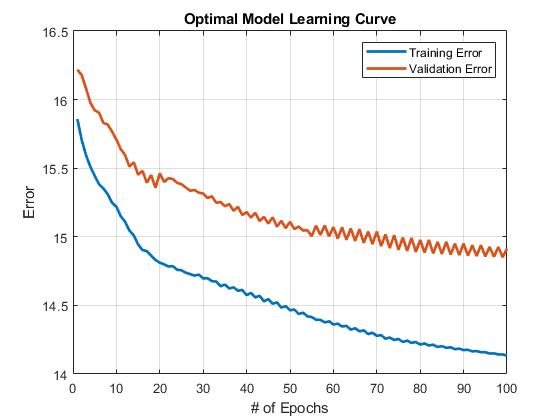 Optimal Model Learning Curve
16.5
16
15.5
15
14.5
14
Error
Training Error
Validation Error
0 10 20 30 40 50 60 70 80 90 100
# of Epochs